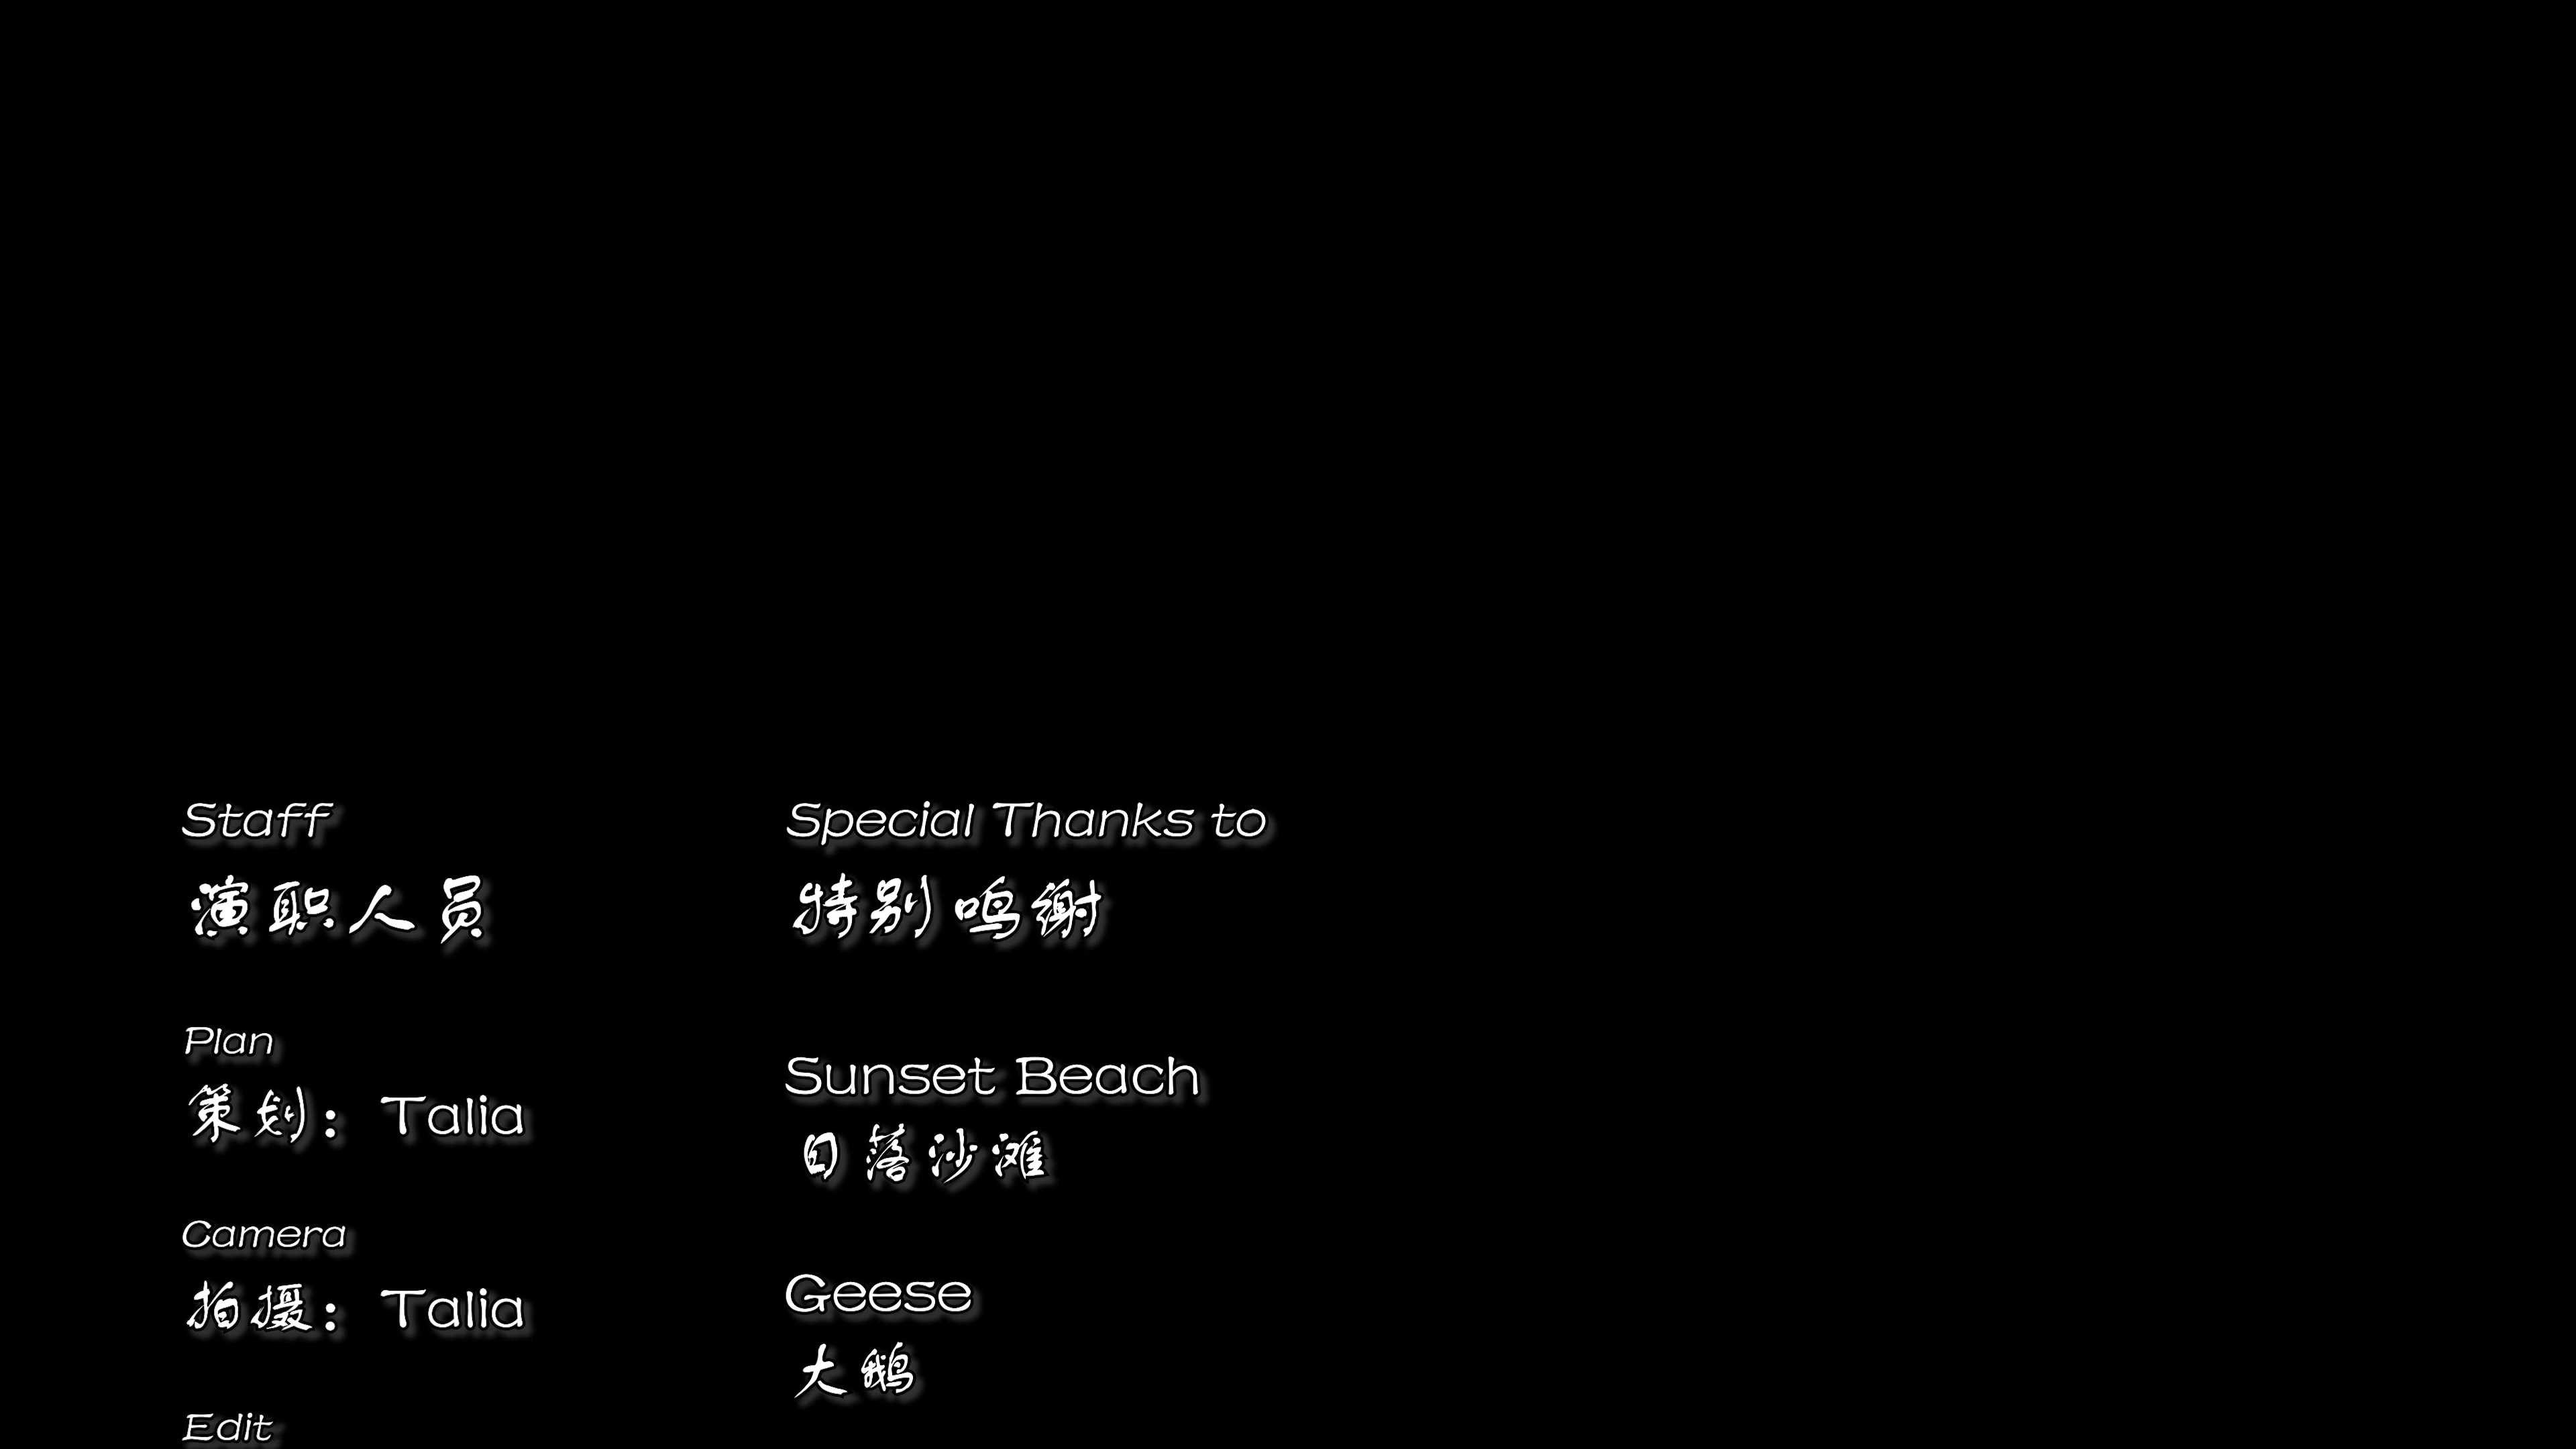 Staff
演职人员
Plan
策划：Talia
Camera
拍摄：Talia
Edit
Special Thanks to
特别鸣谢
Sunset Beach
日落沙滩
Geese
大鹅